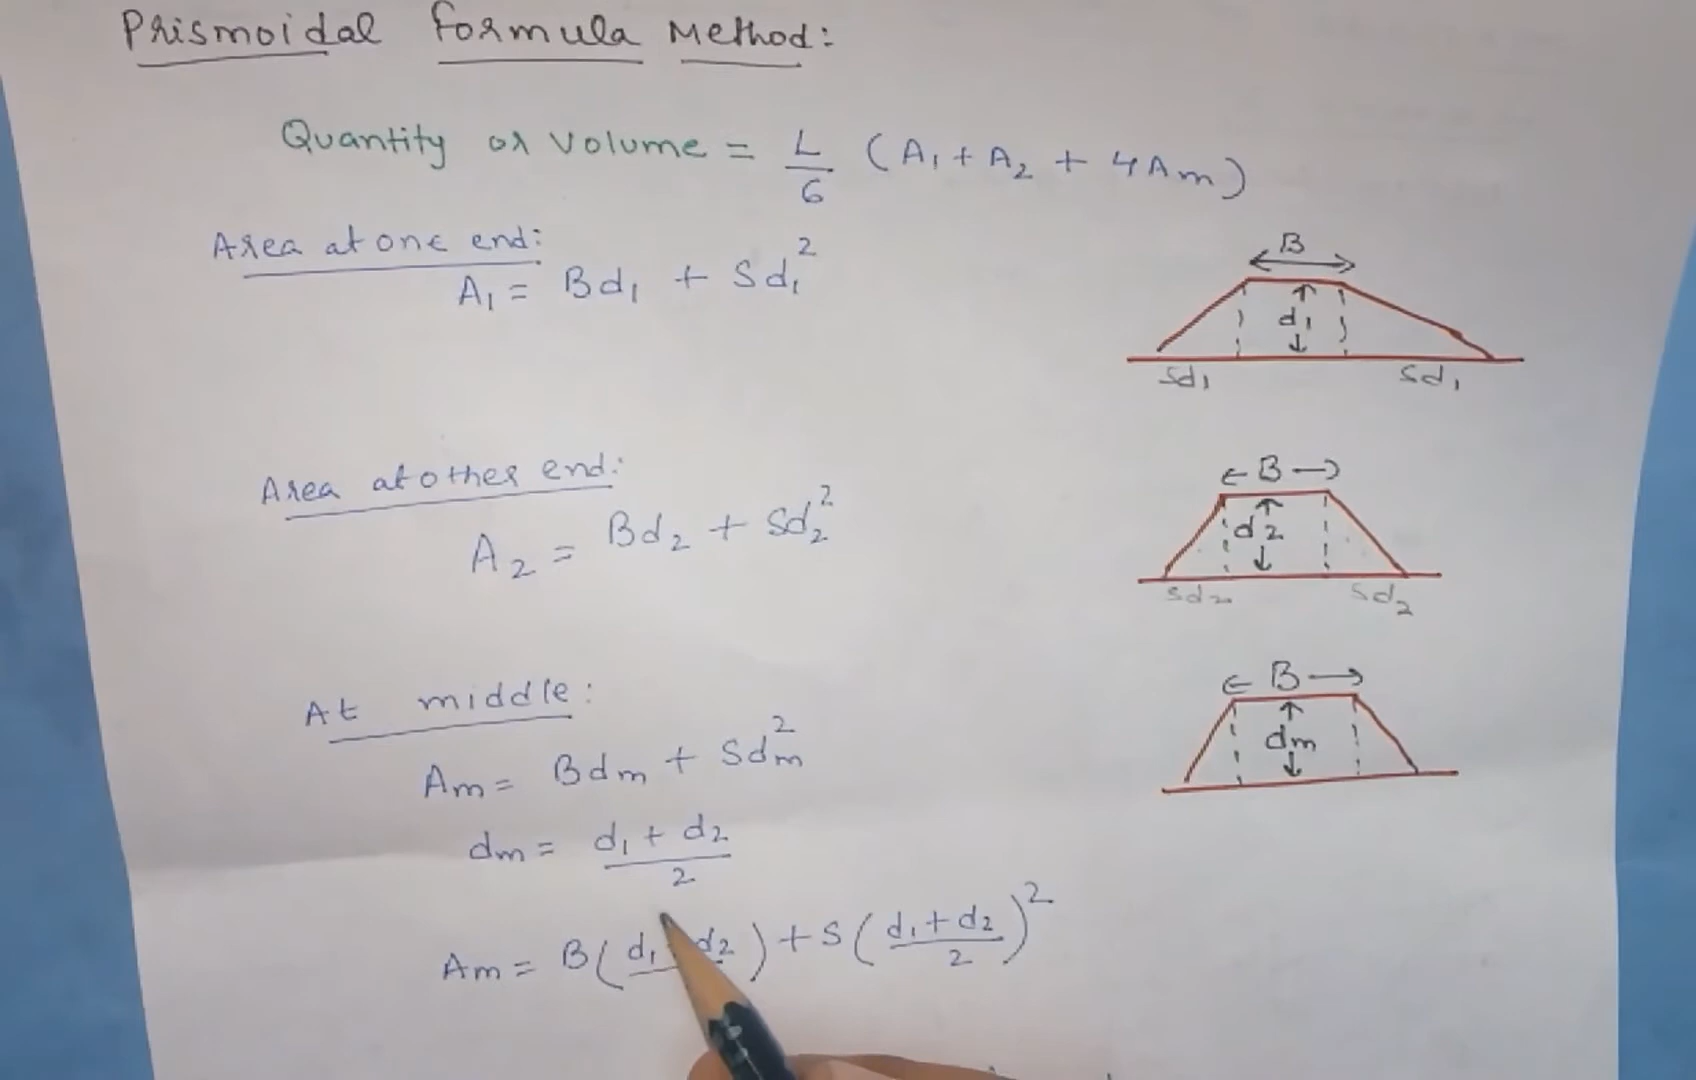 Prismoidal Formula Method:
Quantity or Volume = L/6 (A₁ + A₂ + 4Am)
Area at one end:
A₁ = Bd₁ + Sd₁²
B
d₁
Sd₁ Sd₁
Area at other end:
A₂ = Bd₂ + Sd₂²
B
d₂
Sd₂ Sd₂
At middle:
Am = Bdm + Sdm²
B
dm
dm = d₁ + d₂/2
Am = B(d₁ d₂) + S(d₁ + d₂/2)²